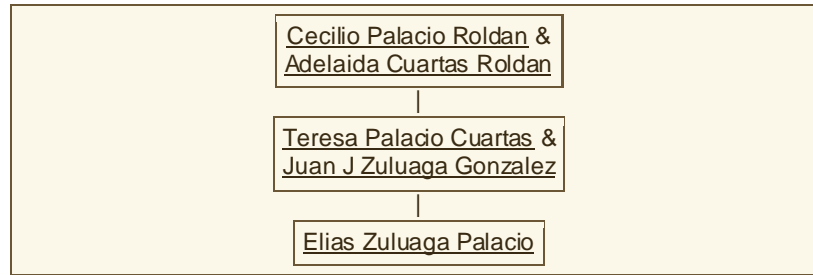 Cecilio Palacio Roldan &
Adelaida Cuartas Roldan
Teresa Palacio Cuartas &
Juan J Zuluaga Gonzalez
Elias Zuluaga Palacio